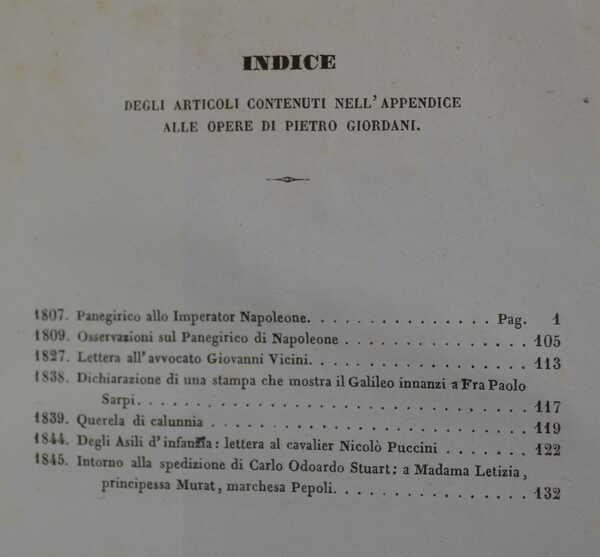 INDICE
DEGLI ARTICOLI CONTENUTI NELL'APPENDICE
ALLE OPERE DI PIETRO GIORDANI.
1807. Panegirico allo Imperator Napoleone. . . . . . . . . . . . . . . . Pag. 1
1809. Osservazioni sul Panegirico di Napoleone . . . . . . . . . . . . . . . 105
1827. Lettera all'avvocato Giovanni Vicini. . . . . . . . . . . . . . . . . . 113
1838. Dichiarazione di una stampa che mostra il Galileo innanzi a Fra Paolo
Sarpi. . . . . . . . . . . . . . . . . . . . . . . . . . . . . . 117
1839. Querela di calunnia . . . . . . . . . . . . . . . . . . . . . . . . . 119
1844. Degli Asili d'infanzia: lettera al cavalier Nicolò Puccini . . . . . . . 122
1845. Intorno alla spedizione di Carlo Odoardo Stuart: a Madama Letizia,
principessa Murat, marchesa Pepoli. . . . . . . . . . . . . . . . 132